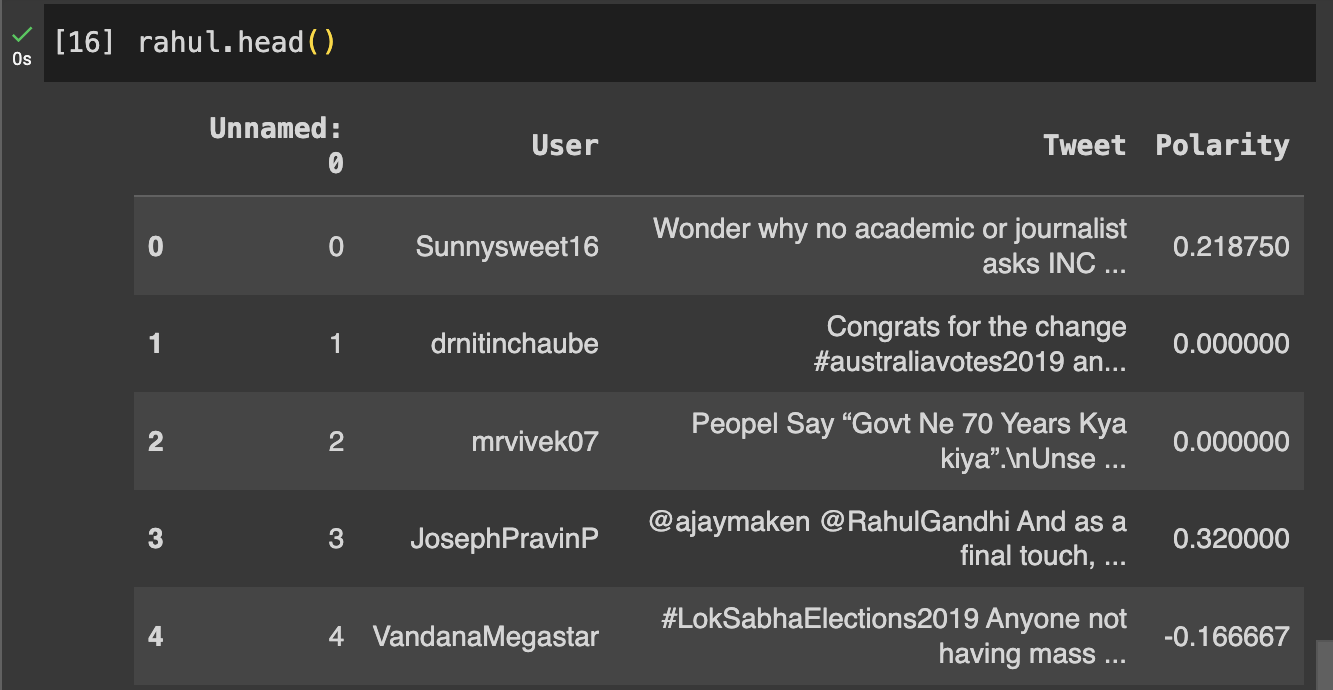 [16] rahul.head()
0s
Unnamed:
0 User Tweet Polarity
0 0 Sunnysweet16 Wonder why no academic or journalist
asks INC ... 0.218750
1 1 drnitinchaube Congrats for the change
#australiavotes2019 an... 0.000000
2 2 mrvivek07 Peopel Say “Govt Ne 70 Years Kya
kiya”.\nUnse ... 0.000000
3 3 JosephPravinP @ajaymaken @RahulGandhi And as a
final touch, ... 0.320000
4 4 VandanaMegastar #LokSabhaElections2019 Anyone not
having mass ... -0.166667